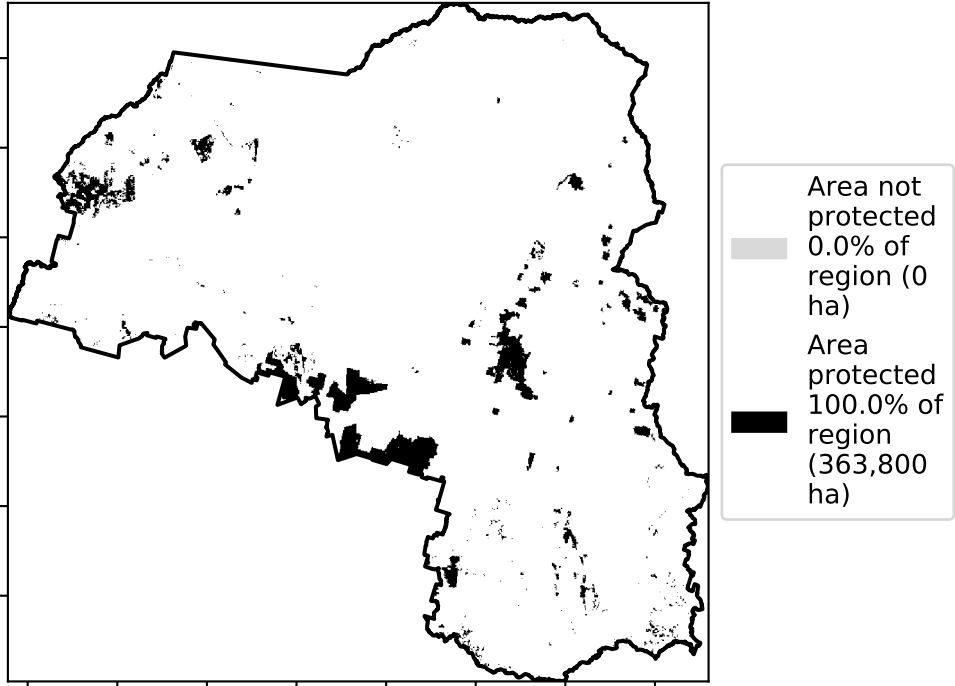 Area not
protected
0.0% of
region (0
ha)
Area
protected
100.0% of
region
(363,800
ha)